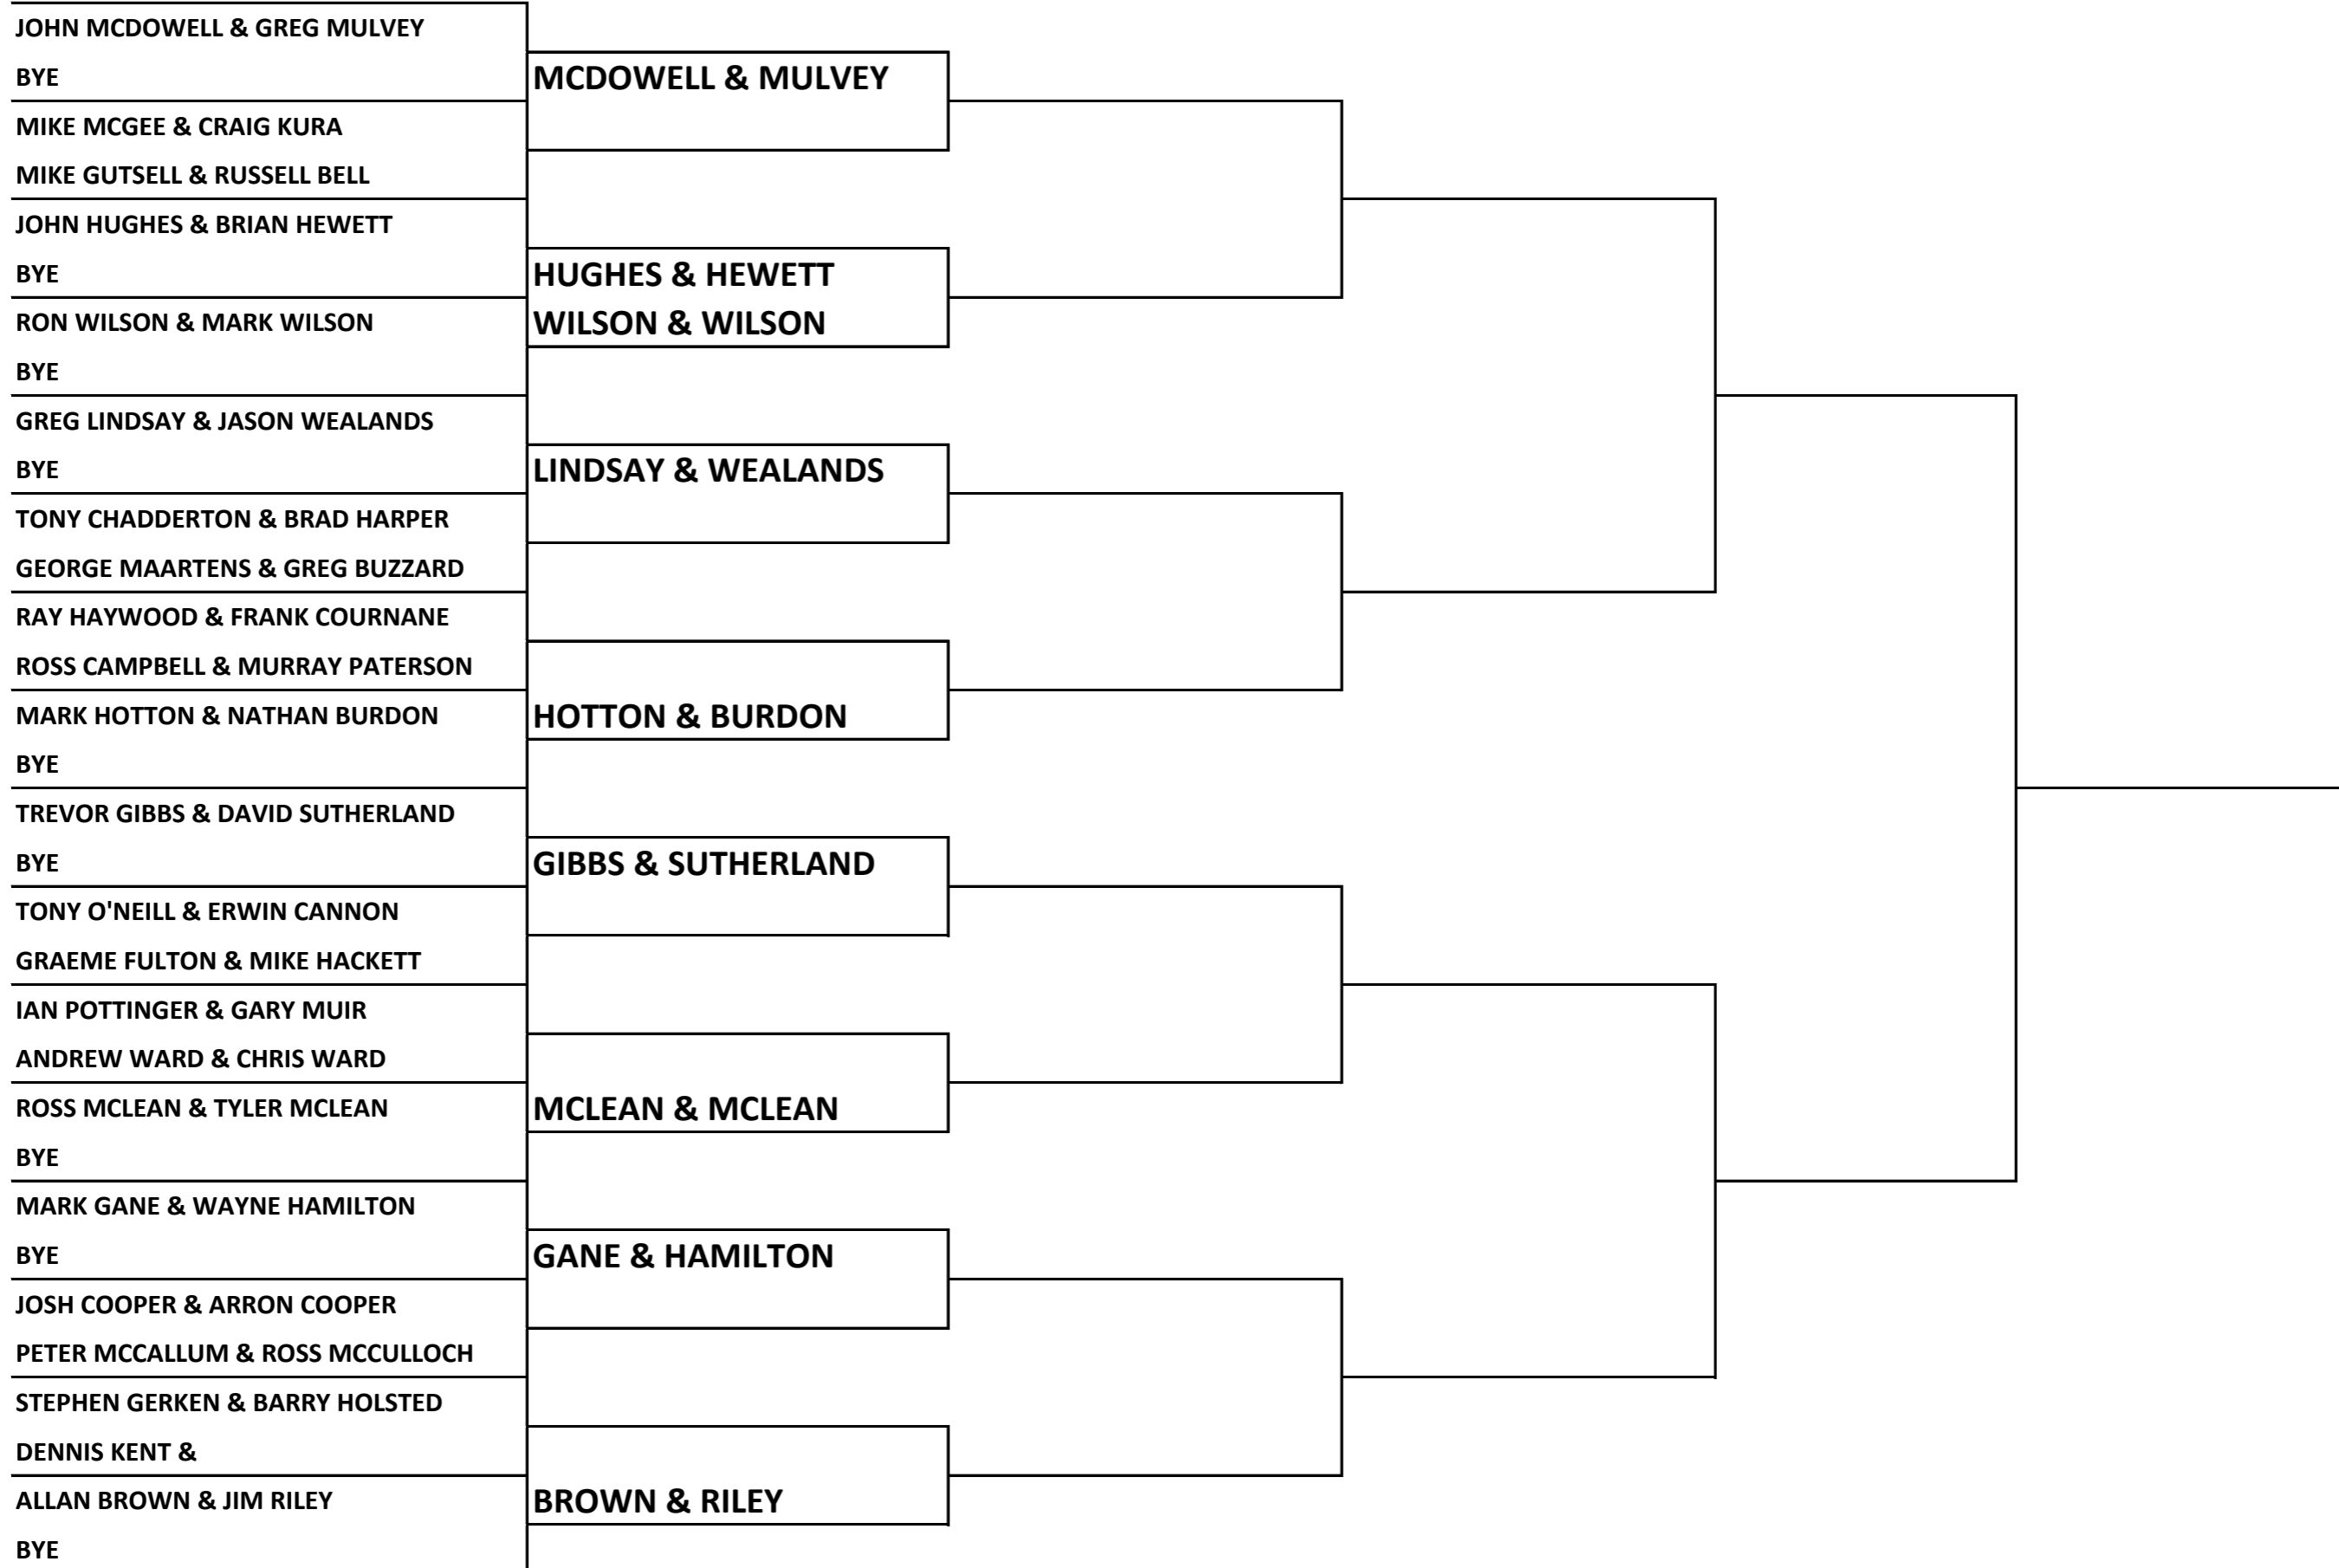 JOHN MCDOWELL & GREG MULVEY
BYE
MIKE MCGEE & CRAIG KURA
MIKE GUTSELL & RUSSELL BELL
JOHN HUGHES & BRIAN HEWETT
BYE
RON WILSON & MARK WILSON
BYE
GREG LINDSAY & JASON WEALANDS
BYE
TONY CHADDERTON & BRAD HARPER
GEORGE MAARTENS & GREG BUZZARD
RAY HAYWOOD & FRANK COURNANE
ROSS CAMPBELL & MURRAY PATERSON
MARK HOTTON & NATHAN BURDON
BYE
TREVOR GIBBS & DAVID SUTHERLAND
BYE
TONY O'NEILL & ERWIN CANNON
GRAEME FULTON & MIKE HACKETT
IAN POTTINGER & GARY MUIR
ANDREW WARD & CHRIS WARD
ROSS MCLEAN & TYLER MCLEAN
BYE
MARK GANE & WAYNE HAMILTON
BYE
JOSH COOPER & ARRON COOPER
PETER MCCALLUM & ROSS MCCULLOCH
STEPHEN GERKEN & BARRY HOLSTED
DENNIS KENT &
ALLAN BROWN & JIM RILEY
BYE
MCDOWELL & MULVEY
HUGHES & HEWETT
WILSON & WILSON
LINDSAY & WEALANDS
HOTTON & BURDON
GIBBS & SUTHERLAND
MCLEAN & MCLEAN
GANE & HAMILTON
BROWN & RILEY